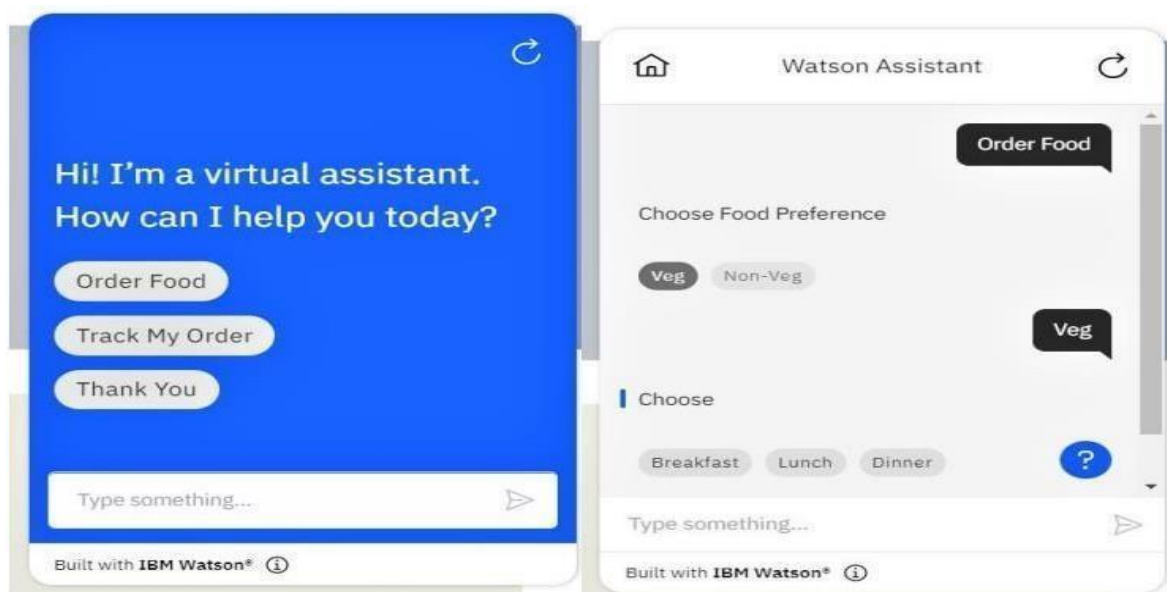 Hi! I'm a virtual assistant.
How can I help you today?
Order Food
Track My Order
Thank You
Type something...
Built with IBM Watson®
Watson Assistant
Order Food
Choose Food Preference
Veg Non-Veg
Veg
Choose
Breakfast Lunch Dinner
?
Type something...
Built with IBM Watson®